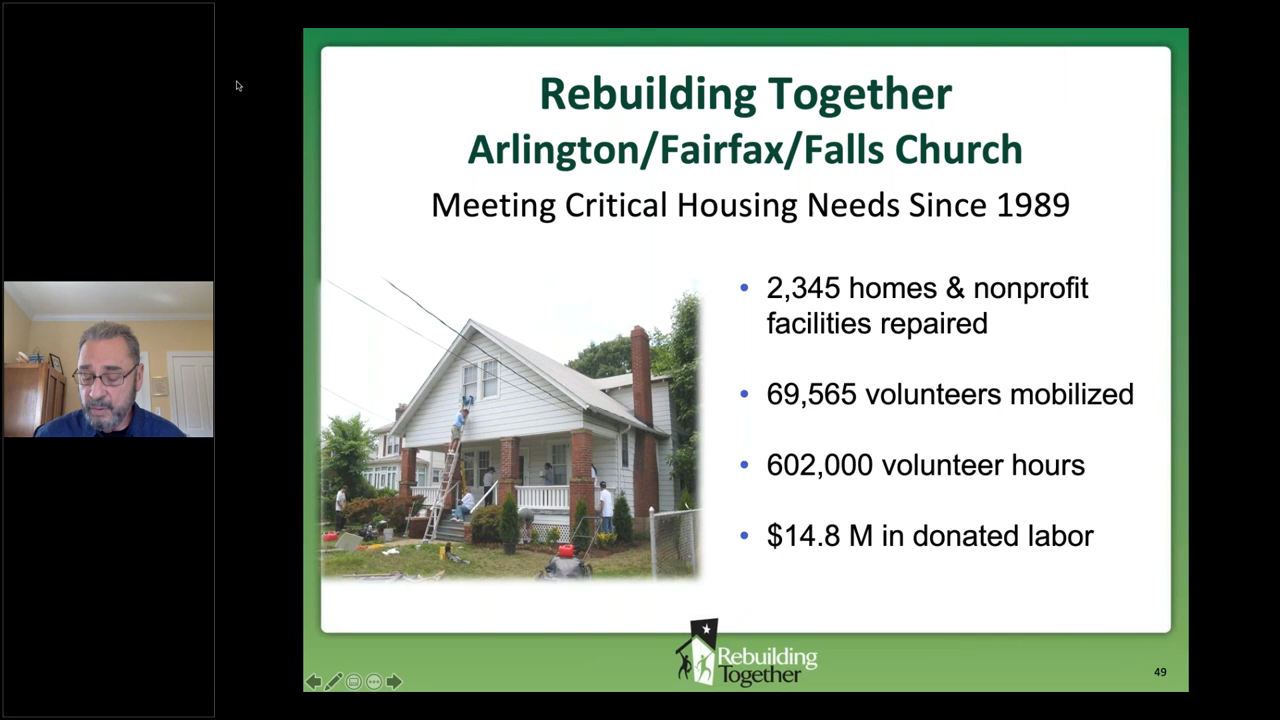 Rebuilding Together
Arlington/Fairfax/Falls Church
Meeting Critical Housing Needs Since 1989
• 2,345 homes & nonprofit
facilities repaired
• 69,565 volunteers mobilized
• 602,000 volunteer hours
• $14.8 M in donated labor
Rebuilding
Together
49